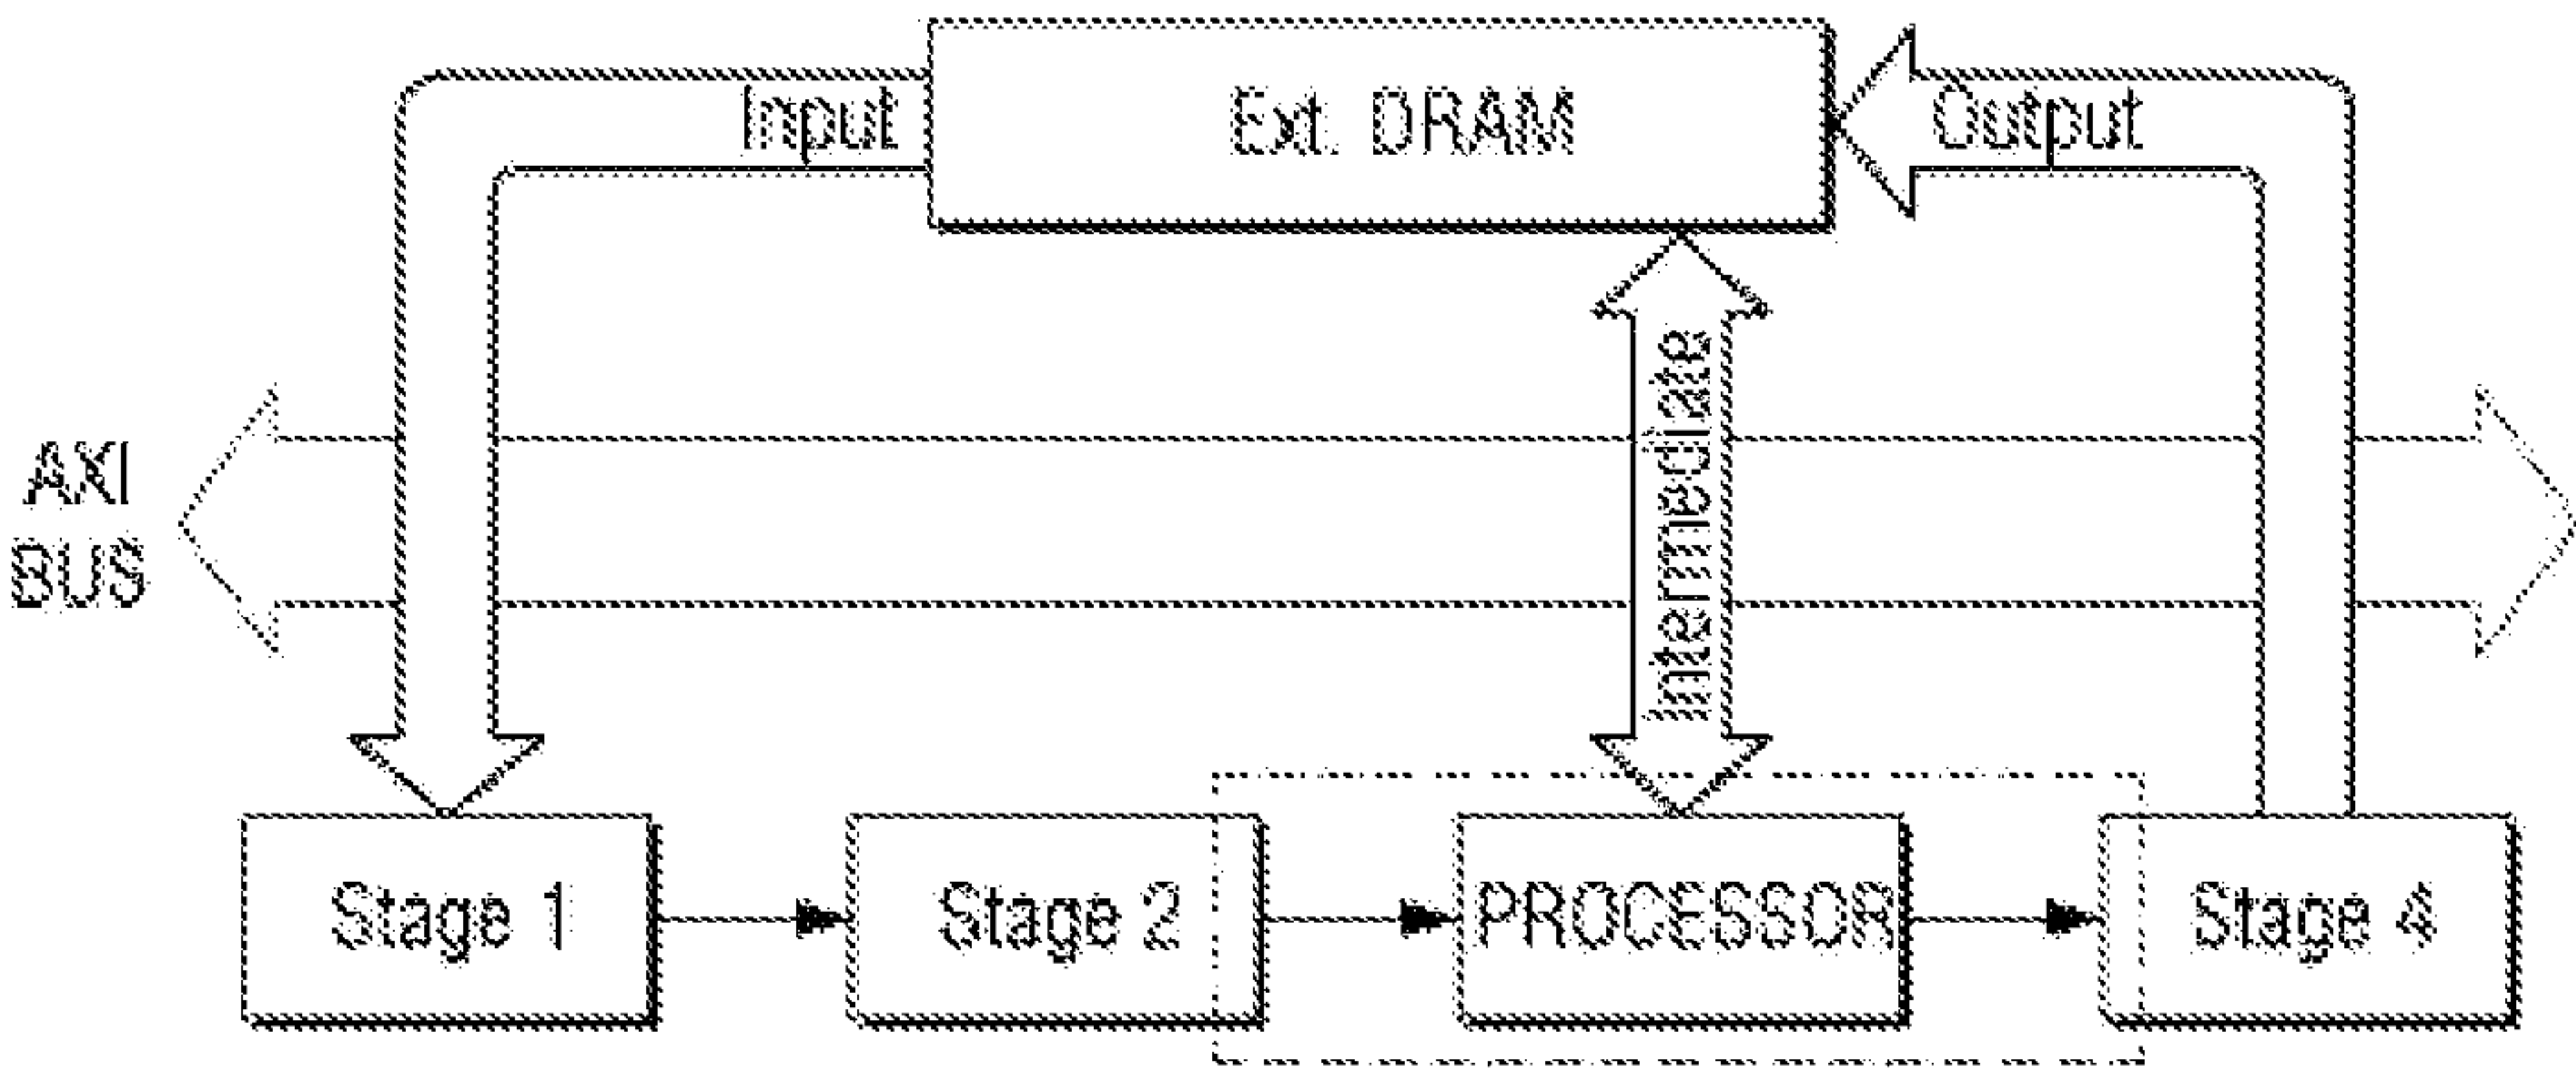 Input
Ext. DRAM
Output
AXI
BUS
Intermediate
Stage 1
Stage 2
PROCESSOR
Stage 4